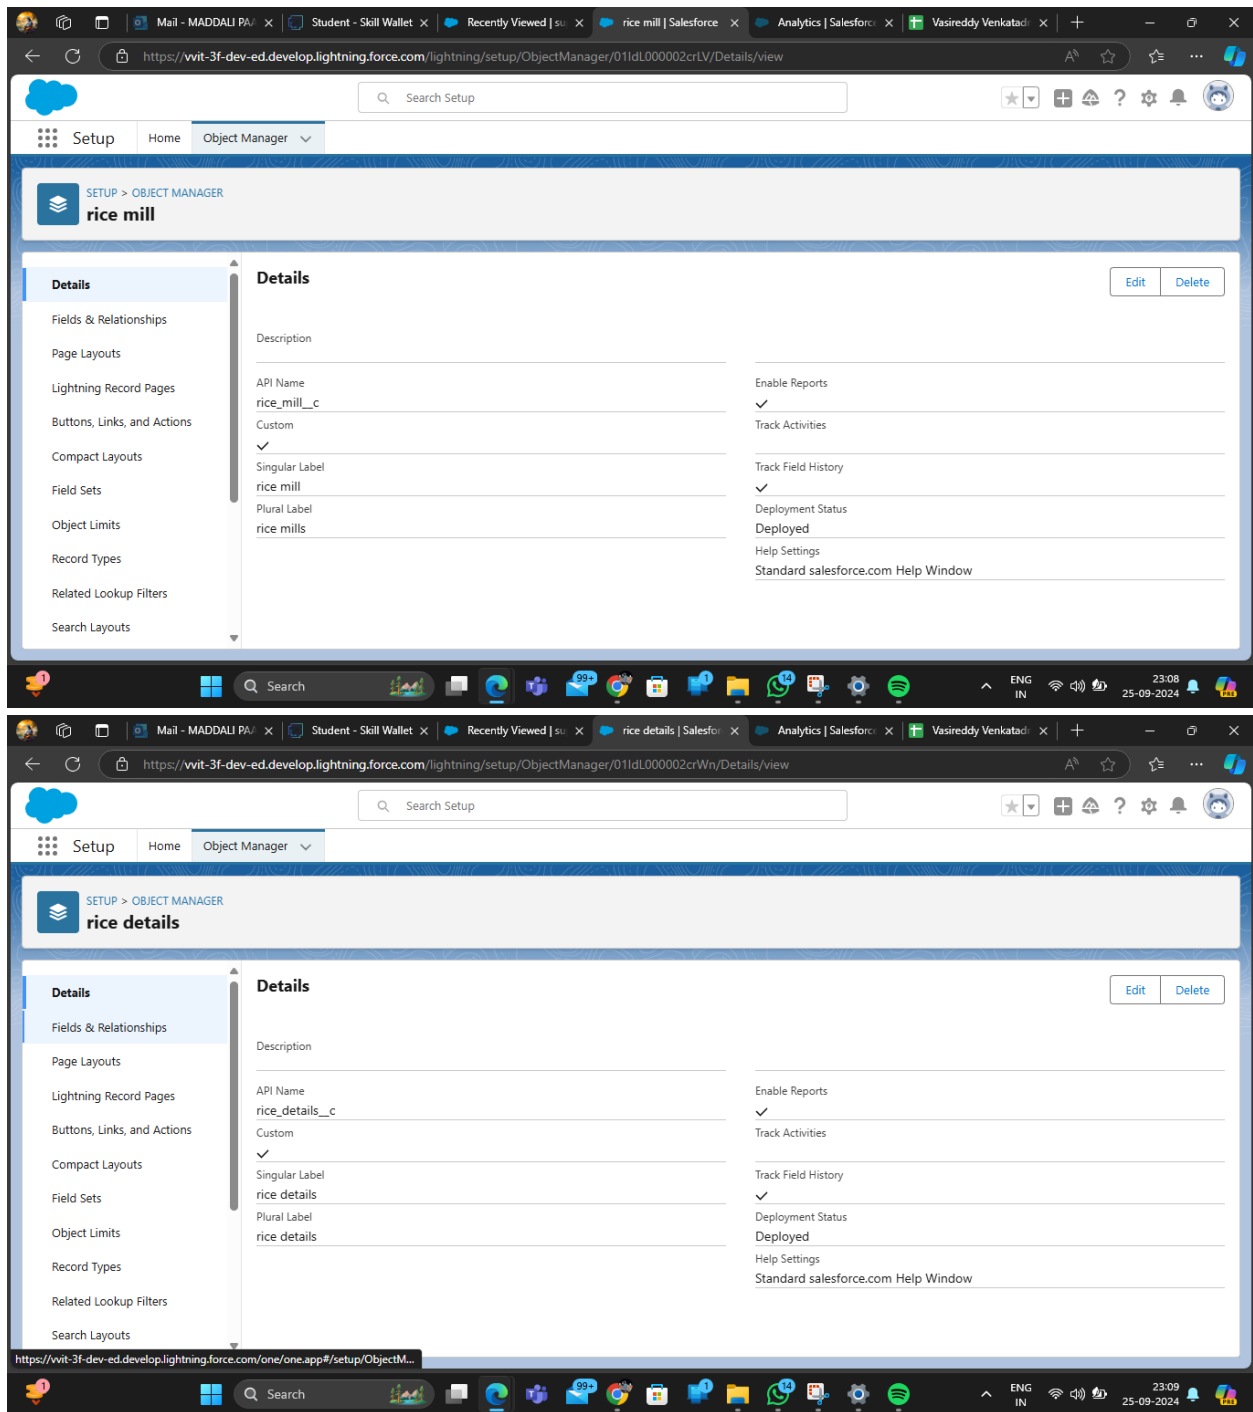 Mail - MADDALI PA
Student - Skill Wallet
Recently Viewed | su
rice mill | Salesforce
Analytics | Salesforc
Vasireddy Venkatad
https://vvit-3f-dev-ed.develop.lightning.force.com/lightning/setup/ObjectManager/01IdL000002crLV/Details/view
Search Setup
Setup
Home
Object Manager
SETUP > OBJECT MANAGER
rice mill
Details
Fields & Relationships
Page Layouts
Lightning Record Pages
Buttons, Links, and Actions
Compact Layouts
Field Sets
Object Limits
Record Types
Related Lookup Filters
Search Layouts
Details
Edit
Delete
Description
API Name
rice_mill__c
Custom
Singular Label
rice mill
Plural Label
rice mills
Enable Reports
Track Activities
Track Field History
Deployment Status
Deployed
Help Settings
Standard salesforce.com Help Window
1
Search
99+
1
14
ENG
IN
23:08
25-09-2024
PRE
Mail - MADDALI PA
Student - Skill Wallet
Recently Viewed | su
rice details | Salesfor
Analytics | Salesforc
Vasireddy Venkatad
https://vvit-3f-dev-ed.develop.lightning.force.com/lightning/setup/ObjectManager/01IdL000002crWn/Details/view
Search Setup
Setup
Home
Object Manager
SETUP > OBJECT MANAGER
rice details
Details
Fields & Relationships
Page Layouts
Lightning Record Pages
Buttons, Links, and Actions
Compact Layouts
Field Sets
Object Limits
Record Types
Related Lookup Filters
Search Layouts
Details
Edit
Delete
Description
API Name
rice_details__c
Custom
Singular Label
rice details
Plural Label
rice details
Enable Reports
Track Activities
Track Field History
Deployment Status
Deployed
Help Settings
Standard salesforce.com Help Window
https://vvit-3f-dev-ed.develop.lightning.force.com/one/one.app#/setup/ObjectM...
1
Search
99+
1
14
ENG
IN
23:09
25-09-2024
PRE